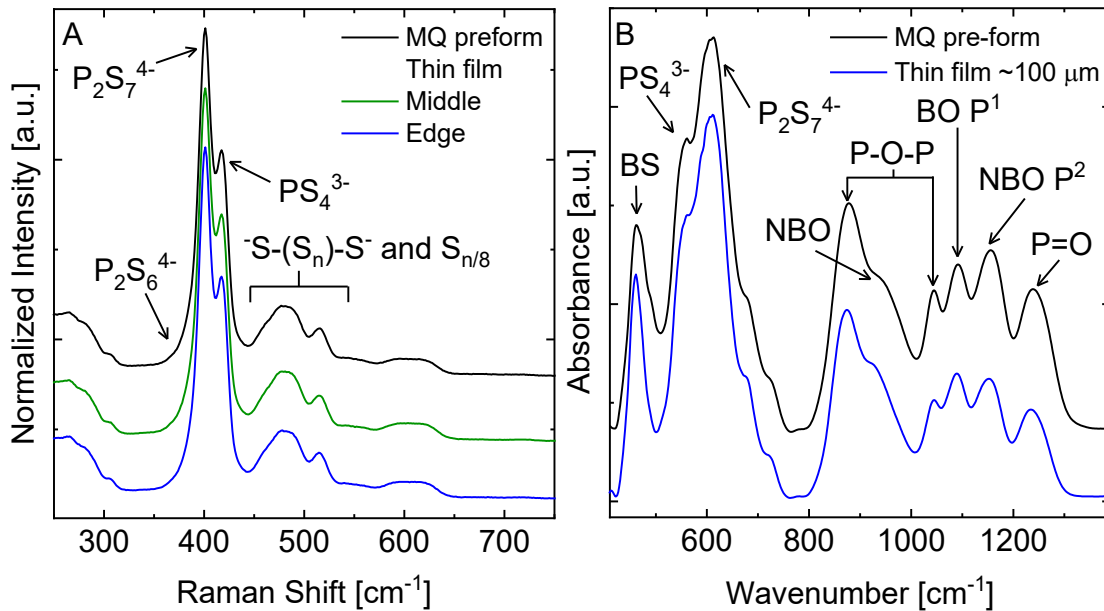 A
MQ preform
Thin film
Middle
Edge
P₂S₇⁴⁻
PS₄³⁻
⁻S-(Sₙ)-S⁻ and Sₙ/₈
P₂S₆⁴⁻
Normalized Intensity [a.u.]
300 400 500 600 700
Raman Shift [cm⁻¹]
B
MQ pre-form
Thin film ~100 μm
PS₄³⁻
P₂S₇⁴⁻
BO P¹
P-O-P
BS
NBO P²
NBO
P=O
Absorbance [a.u.]
600 800 1000 1200
Wavenumber [cm⁻¹]